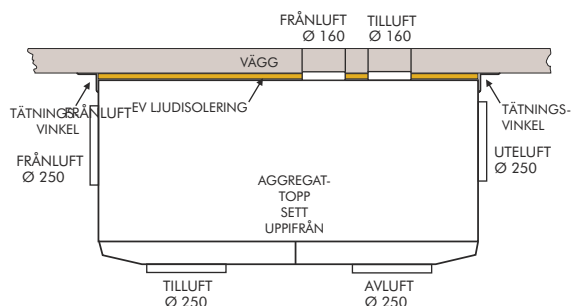 FRÅNLUFT
Ø 160
TILLUFT
Ø 160
VÄGG
EV LJUDISOLERING
TÄTNINGS-
VINKEL
FRÅNLUFT
TÄTNINGS-
VINKEL
FRÅNLUFT
Ø 250
UTELUFT
Ø 250
AGGREGAT-
TOPP
SETT
UPPIFRÅN
TILLUFT
Ø 250
AVLUFT
Ø 250